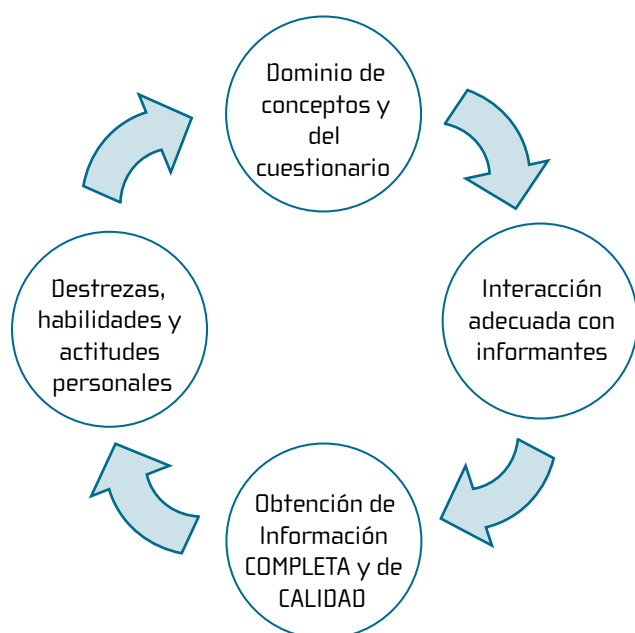 Dominio de
conceptos y
del
cuestionario
Interacción
adecuada con
informantes
Obtención de
Información
COMPLETA y de
CALIDAD
Destrezas,
habilidades y
actitudes
personales